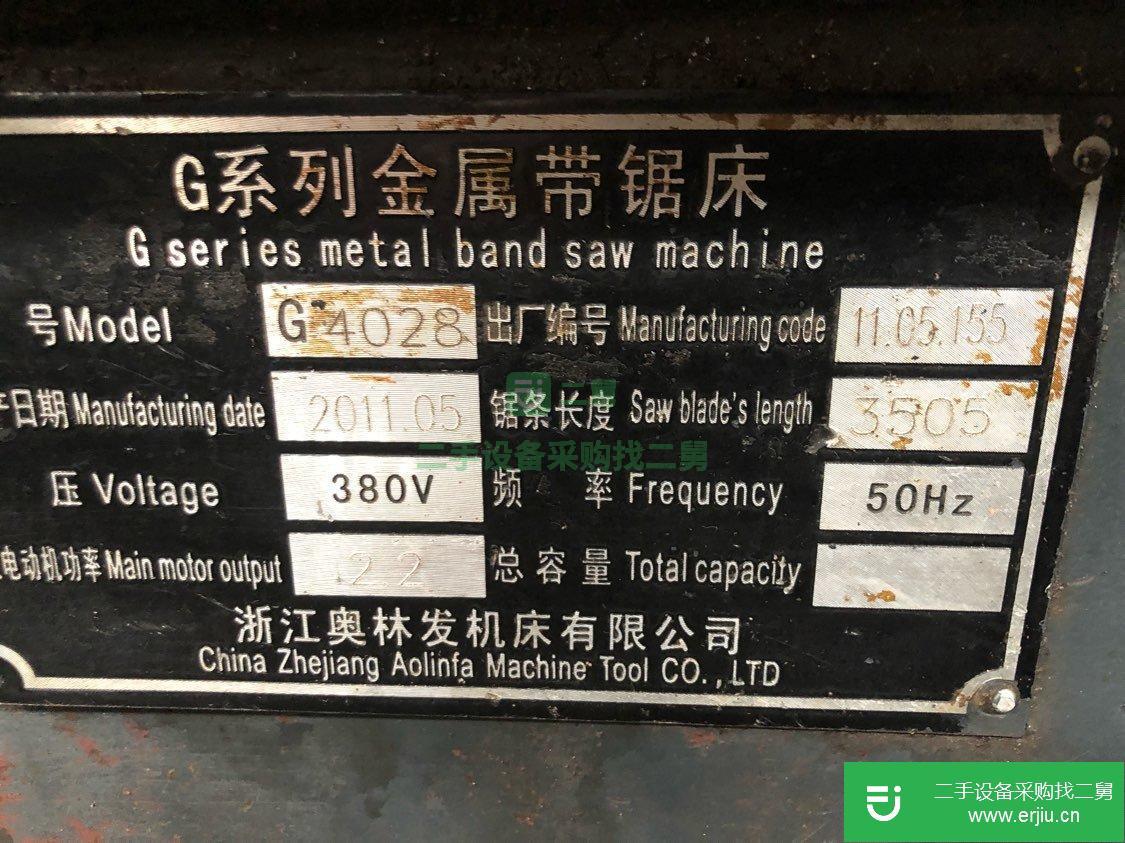 G系列金属带锯床
G series metal band saw machine
号Model G-4028 出厂编号 Manufacturing code 11.05.155
日期 Manufacturing date 2011.05 锯条长度 Saw blade's length 3505
二舅
二手设备采购找二舅
压 Voltage 380V 频 率 Frequency 50Hz
电动机功率 Main motor output 2.2 总容量 Total capacity
浙江奥林发机床有限公司
China Zhejiang Aolinfa Machine Tool CO.,LTD
二手设备采购找二舅
www.erjiu.cn